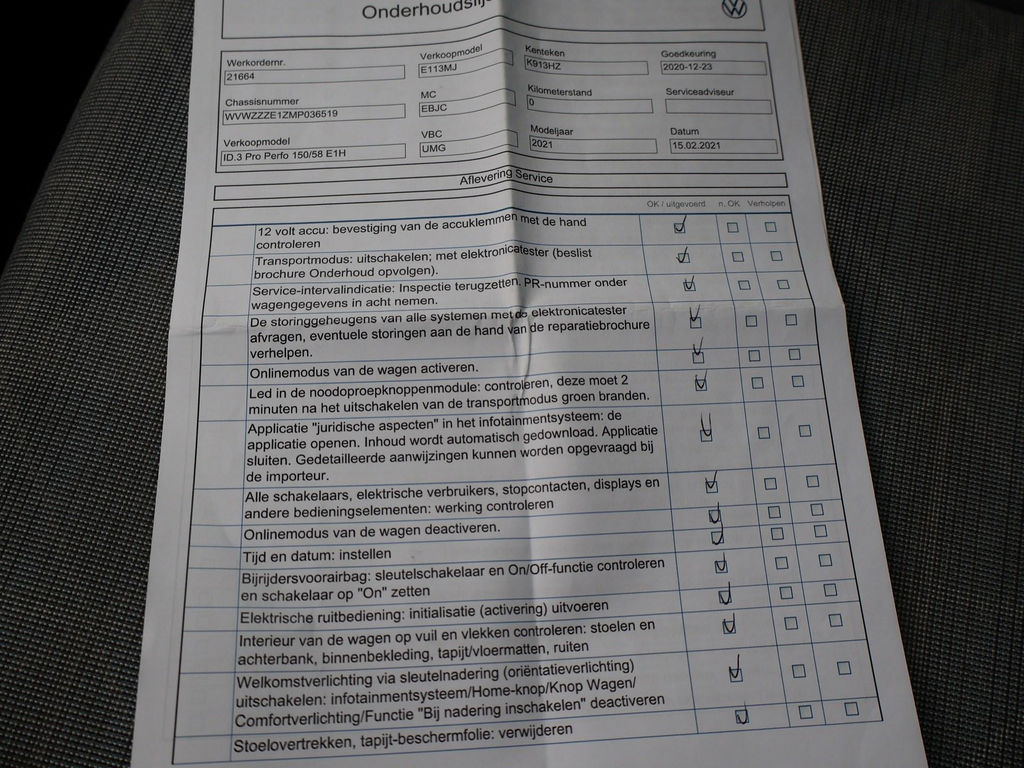 Onderhoudslijs
Werkordernr.
21664
Verkoopmodel
E113MJ
Kenteken
K913HZ
Goedkeuring
2020-12-23
Chassisnummer
WVWZZZE1ZMP036519
MC
EBJC
Kilometerstand
0
Serviceadviseur
Verkoopmodel
ID.3 Pro Perfo 150/58 E1H
VBC
UMG
Modeljaar
2021
Datum
15.02.2021
Aflevering Service
OK / uitgevoerd n. OK Verholpen
12 volt accu: bevestiging van de accuklemmen met de hand
controleren
Transportmodus: uitschakelen; met elektronicatester (beslist
brochure Onderhoud opvolgen).
Service-intervalindicatie: Inspectie terugzetten. PR-nummer onder
wagengegevens in acht nemen.
De storinggeheugens van alle systemen met de elektronicatester
afvragen, eventuele storingen aan de hand van de reparatiebrochure
verhelpen.
Onlinemodus van de wagen activeren.
Led in de noodoproepknoppenmodule: controleren, deze moet 2
minuten na het uitschakelen van de transportmodus groen branden.
Applicatie "juridische aspecten" in het infotainmentsysteem: de
applicatie openen. Inhoud wordt automatisch gedownload. Applicatie
sluiten. Gedetailleerde aanwijzingen kunnen worden opgevraagd bij
de importeur.
Alle schakelaars, elektrische verbruikers, stopcontacten, displays en
andere bedieningselementen: werking controleren
Onlinemodus van de wagen deactiveren.
Tijd en datum: instellen
Bijrijdersvoorairbag: sleutelschakelaar en On/Off-functie controleren
en schakelaar op "On" zetten
Elektrische ruitbediening: initialisatie (activering) uitvoeren
Interieur van de wagen op vuil en vlekken controleren: stoelen en
achterbank, binnenbekleding, tapijt/vloermatten, ruiten
Welkomstverlichting via sleutelnadering (oriëntatieverlichting)
uitschakelen: infotainmentsysteem/Home-knop/Knop Wagen/
Comfortverlichting/Functie "Bij nadering inschakelen" deactiveren
Stoelovertrekken, tapijt-beschermfolie: verwijderen